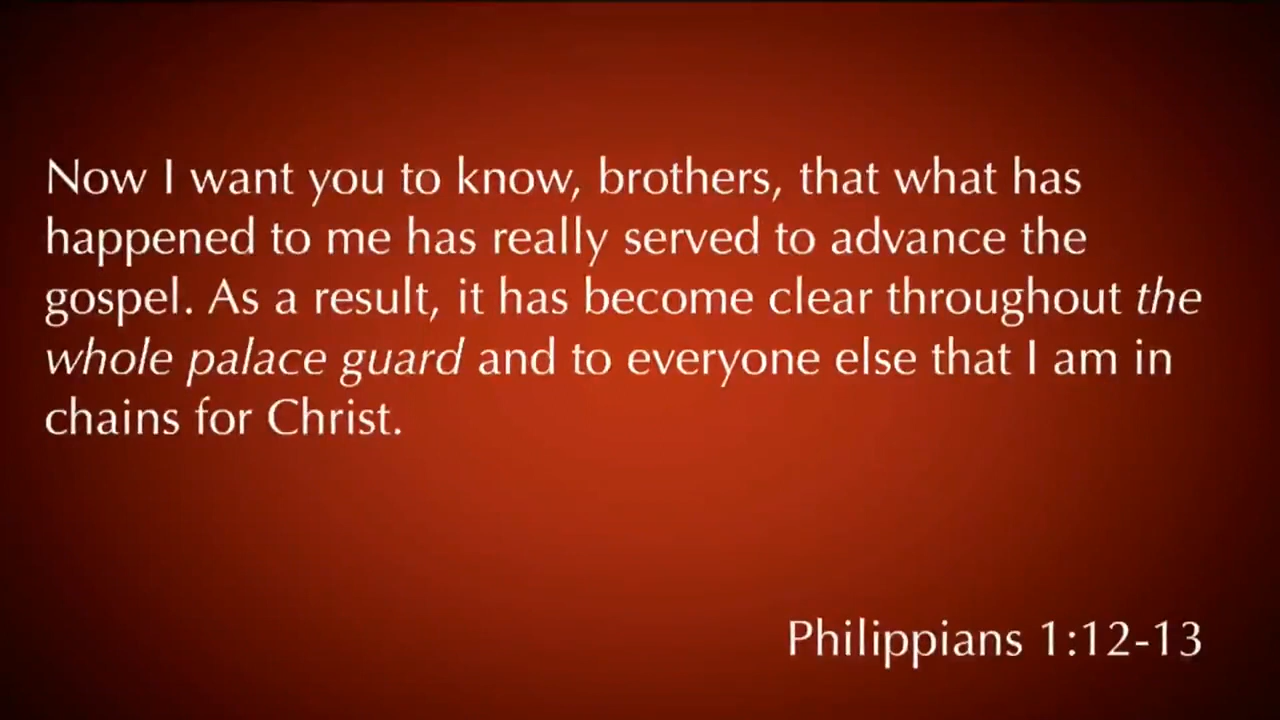 Now I want you to know, brothers, that what has
happened to me has really served to advance the
gospel. As a result, it has become clear throughout the
whole palace guard and to everyone else that I am in
chains for Christ.
Philippians 1:12-13